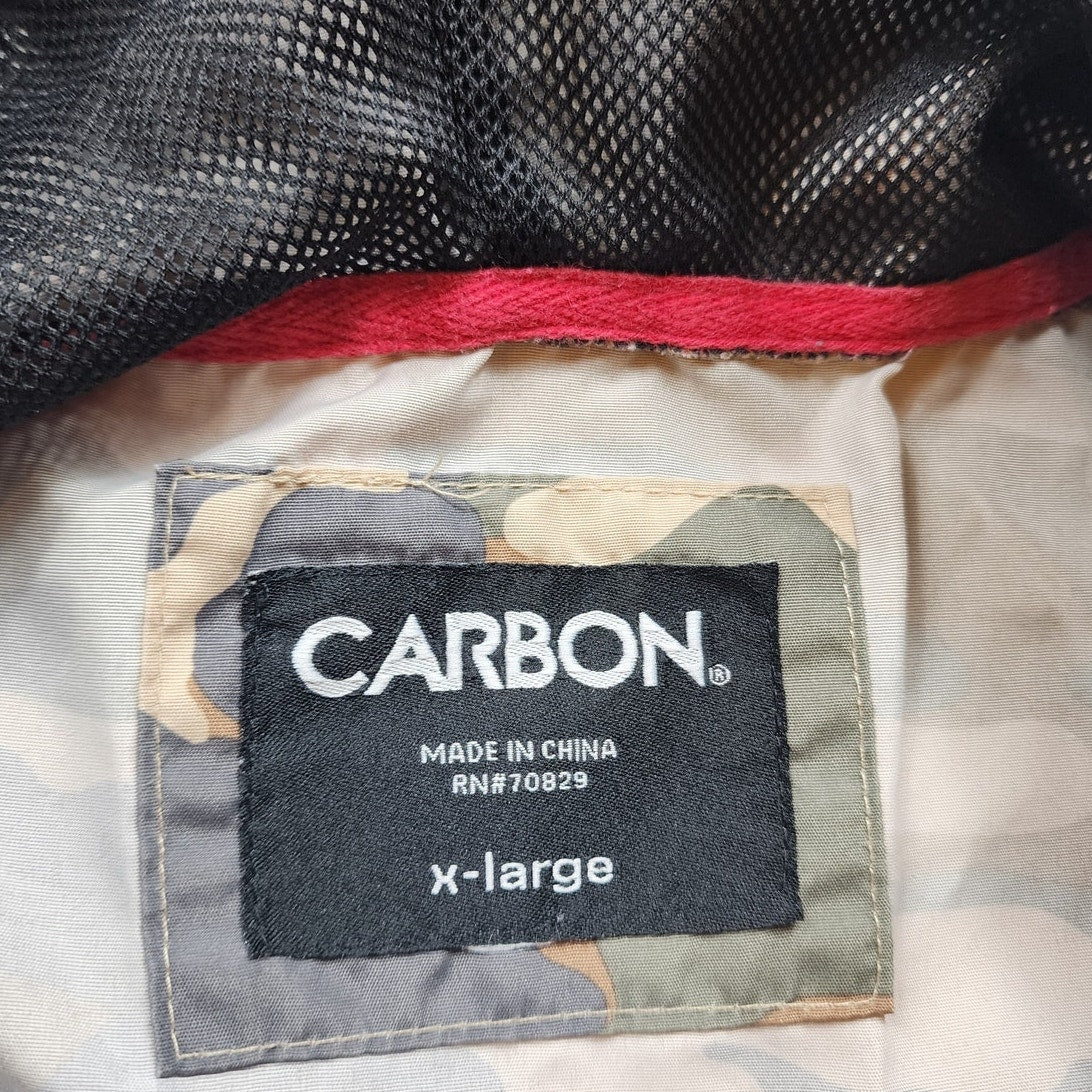 CARBON®
MADE IN CHINA
RN#70829
x-large